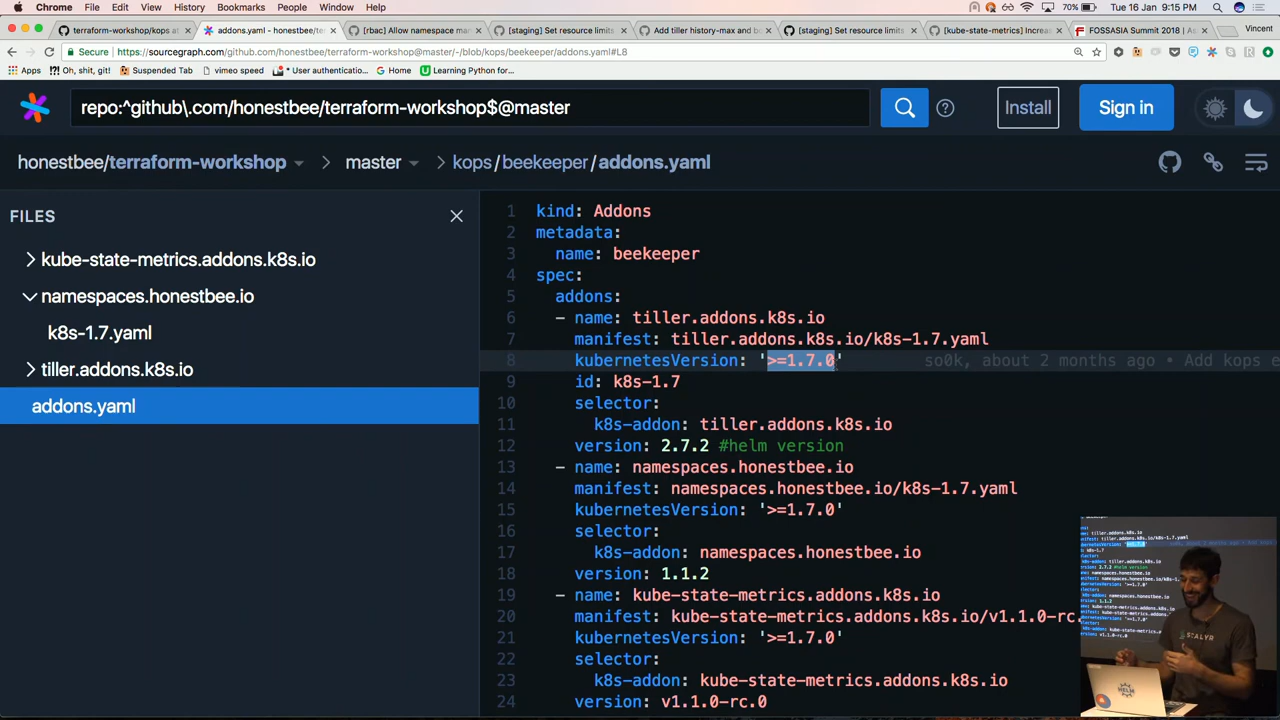 Chrome File Edit View History Bookmarks People Window Help
70% Tue 16 Jan 9:15 PM
terraform-workshop/kops at
addons.yaml - honestbee/terra
[rbac] Allow namespace man
[staging] Set resource limits
Add tiller history-max and bo
[staging] Set resource limits
[kube-state-metrics] Increas
FOSSASIA Summit 2018 | As
Vincent
Secure https://sourcegraph.com/github.com/honestbee/terraform-workshop@master/-/blob/kops/beekeeper/addons.yaml#L8
Apps Oh, shit, git! Suspended Tab vimeo speed * User authenticatio... Home Learning Python for...
repo:^github\.com/honestbee/terraform-workshop$@master
Install
Sign in
honestbee/terraform-workshop master kops/beekeeper/addons.yaml
FILES
kube-state-metrics.addons.k8s.io
namespaces.honestbee.io
k8s-1.7.yaml
tiller.addons.k8s.io
addons.yaml
1 kind: Addons
2 metadata:
3 name: beekeeper
4 spec:
5 addons:
6 - name: tiller.addons.k8s.io
7 manifest: tiller.addons.k8s.io/k8s-1.7.yaml
8 kubernetesVersion: '>=1.7.0' so0k, about 2 months ago • Add kops e
9 id: k8s-1.7
10 selector:
11 k8s-addon: tiller.addons.k8s.io
12 version: 2.7.2 #helm version
13 - name: namespaces.honestbee.io
14 manifest: namespaces.honestbee.io/k8s-1.7.yaml
15 kubernetesVersion: '>=1.7.0'
16 selector:
17 k8s-addon: namespaces.honestbee.io
18 version: 1.1.2
19 - name: kube-state-metrics.addons.k8s.io
20 manifest: kube-state-metrics.addons.k8s.io/v1.1.0-rc.
21 kubernetesVersion: '>=1.7.0'
22 selector:
23 k8s-addon: kube-state-metrics.addons.k8s.io
24 version: v1.1.0-rc.0
SCALYR
HELM